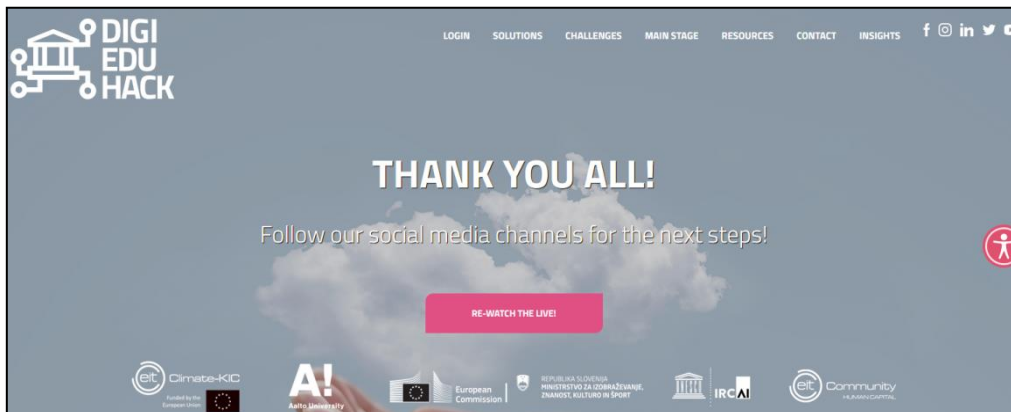 DIGI
EDU
HACK
LOGIN SOLUTIONS CHALLENGES MAIN STAGE RESOURCES CONTACT INSIGHTS
THANK YOU ALL!
Follow our social media channels for the next steps!
RE-WATCH THE LIVE!
eit Climate-KIC
Funded by the
European Union
A!
Aalto University
European
Commission
REPUBLIKA SLOVENIJA
MINISTRSTVO ZA IZOBRAŽEVANJE,
ZNANOST, KULTURO IN ŠPORT
IRCAI
eit Community
HUMAN CAPITAL